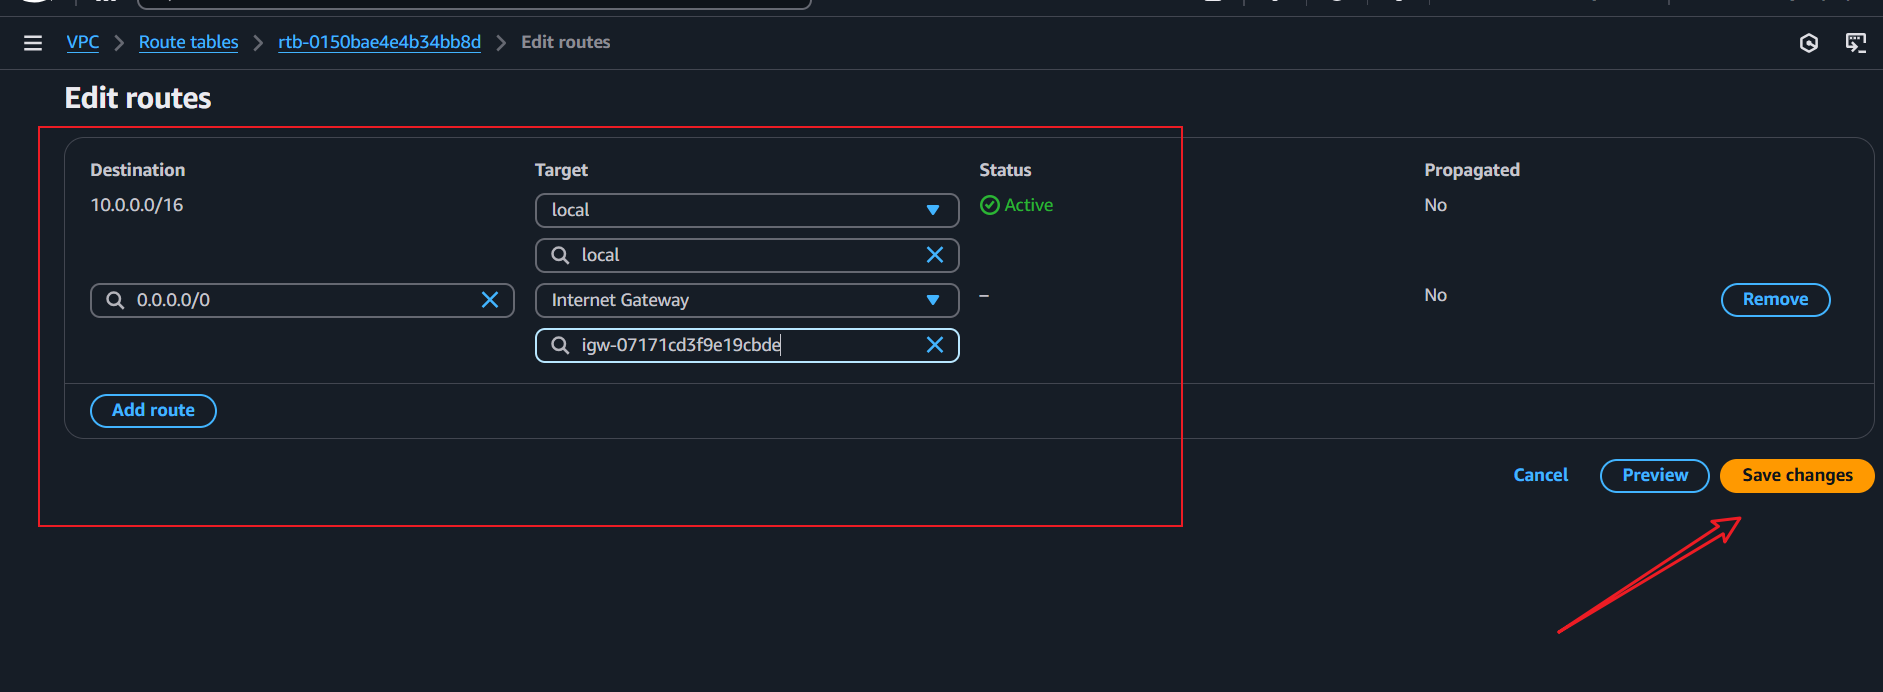 VPC Route tables rtb-0150bae4e4b34bb8d Edit routes
Edit routes
Destination Target Status Propagated
10.0.0.0/16 local Active No
local
0.0.0.0/0 Internet Gateway – No Remove
igw-07171cd3f9e19cbde
Add route
Cancel Preview Save changes